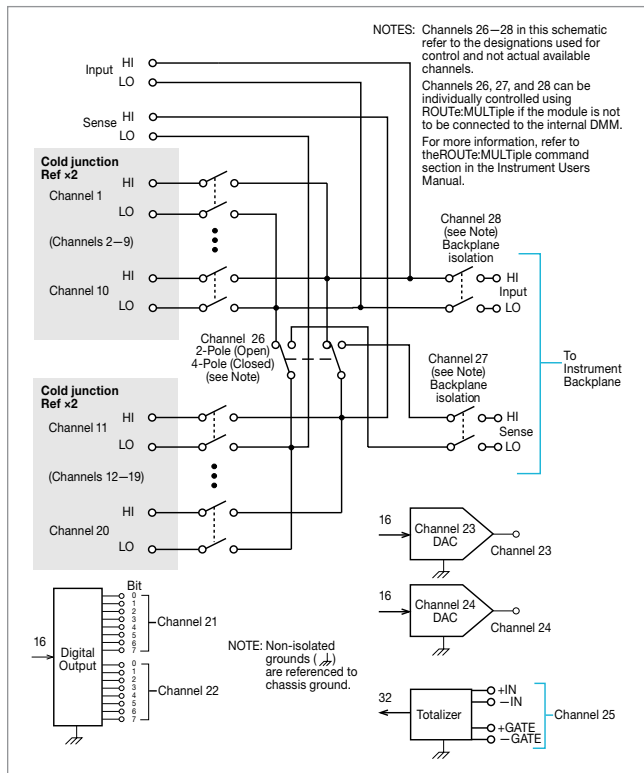 NOTES: Channels 26—28 in this schematic
refer to the designations used for
control and not actual available
channels.
Channels 26, 27, and 28 can be
individually controlled using
ROUTe:MULTiple if the module is not
to be connected to the internal DMM.
For more information, refer to
theROUTe:MULTiple command
section in the Instrument Users
Manual.
Input HI
LO
Sense HI
LO
Cold junction
Ref ×2
HI
Channel 1
LO
(Channels 2—9)
HI
Channel 10
LO
Channel 28
(see Note)
Backplane
isolation
HI
Input
LO
Channel 26
2-Pole (Open)
4-Pole (Closed)
(see Note)
Channel 27
(see Note)
Backplane
isolation
HI
Sense
LO
To
Instrument
Backplane
Cold junction
Ref ×2
HI
Channel 11
LO
(Channels 12—19)
HI
Channel 20
LO
16
Channel 23
DAC
Channel 23
16
Channel 24
DAC
Channel 24
Bit
0
1
2
3
4
5
6
7
Channel 21
16
Digital
Output
0
1
2
3
4
5
6
7
Channel 22
NOTE: Non-isolated
grounds ( )
are referenced to
chassis ground.
32
Totalizer
+IN
—IN
+GATE
—GATE
Channel 25